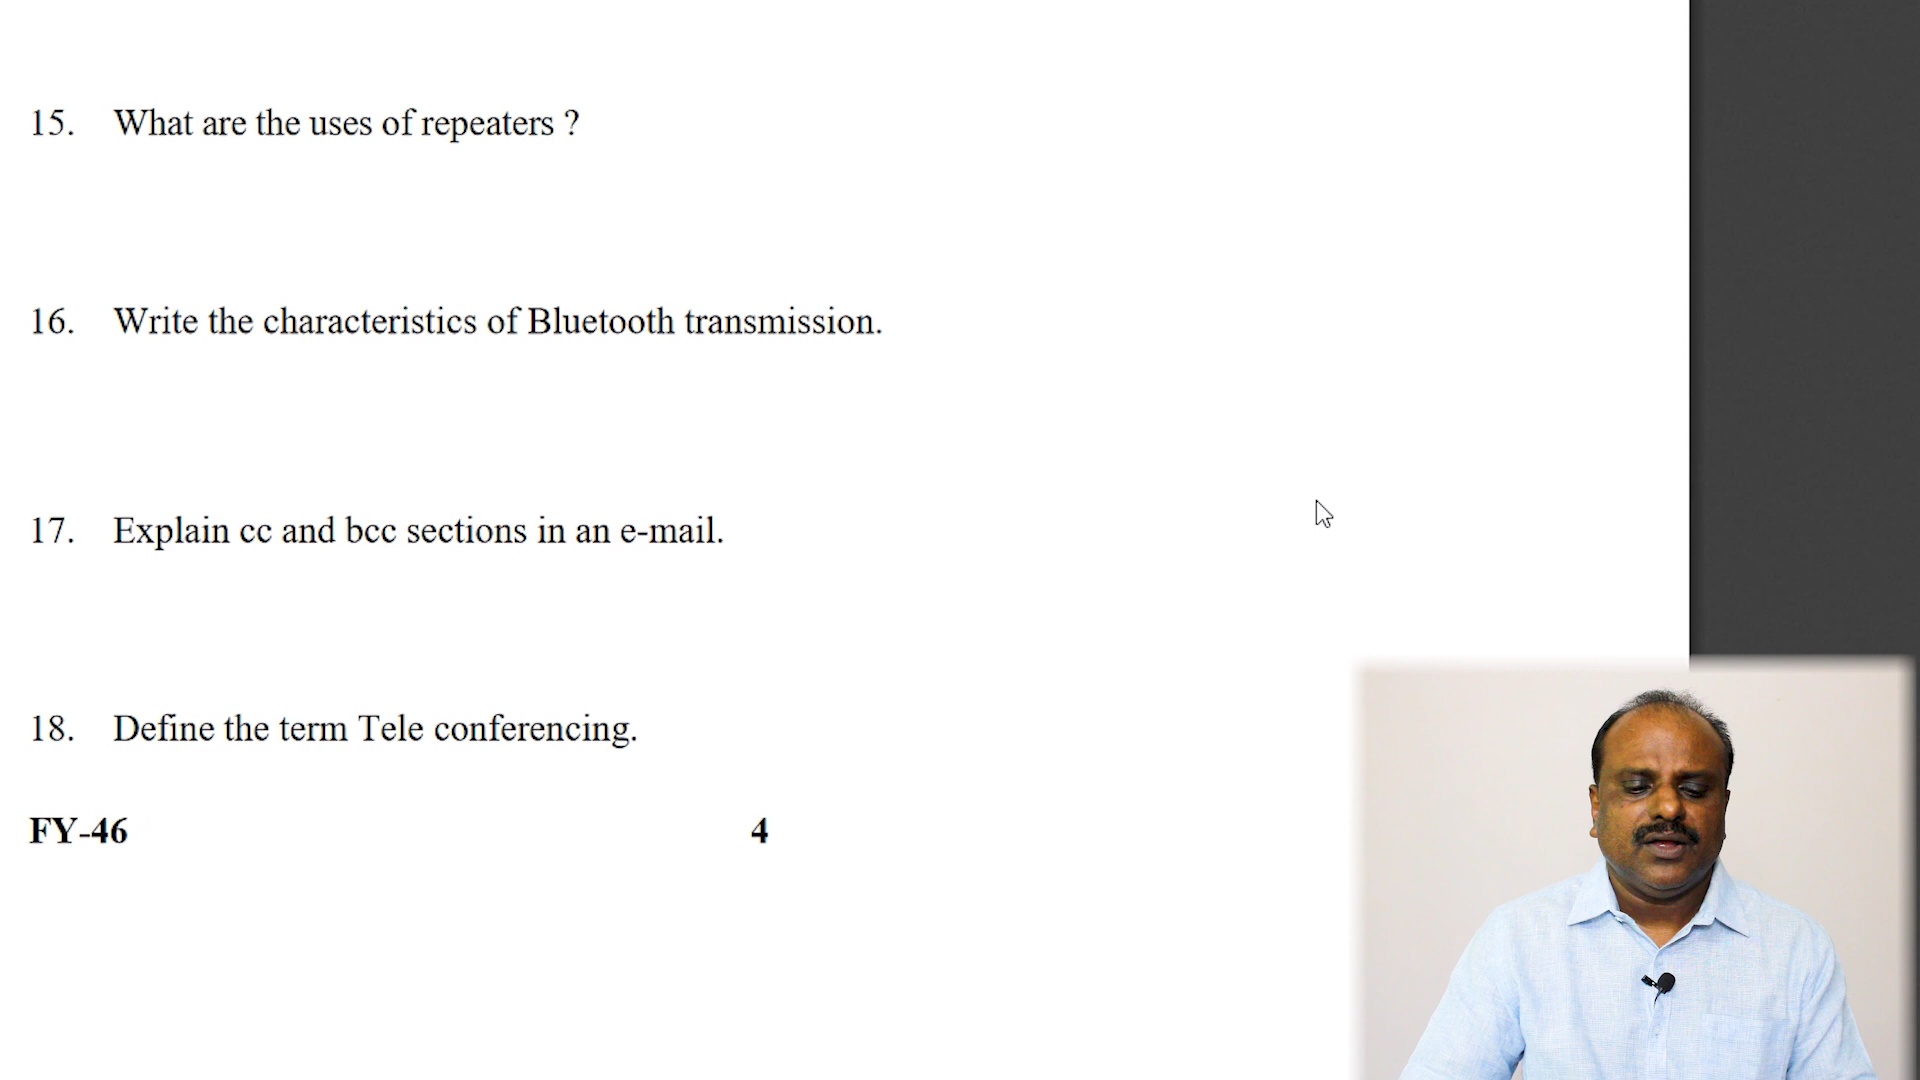 15. What are the uses of repeaters ?
16. Write the characteristics of Bluetooth transmission.
17. Explain cc and bcc sections in an e-mail.
18. Define the term Tele conferencing.
FY-46 4